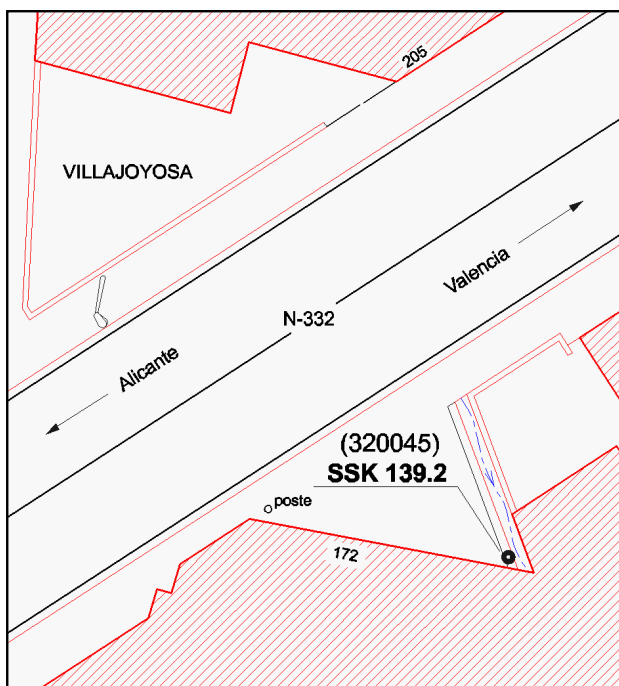 205
VILLAJOYOSA
Valencia
N-332
Alicante
(320045)
SSK 139.2
poste
172